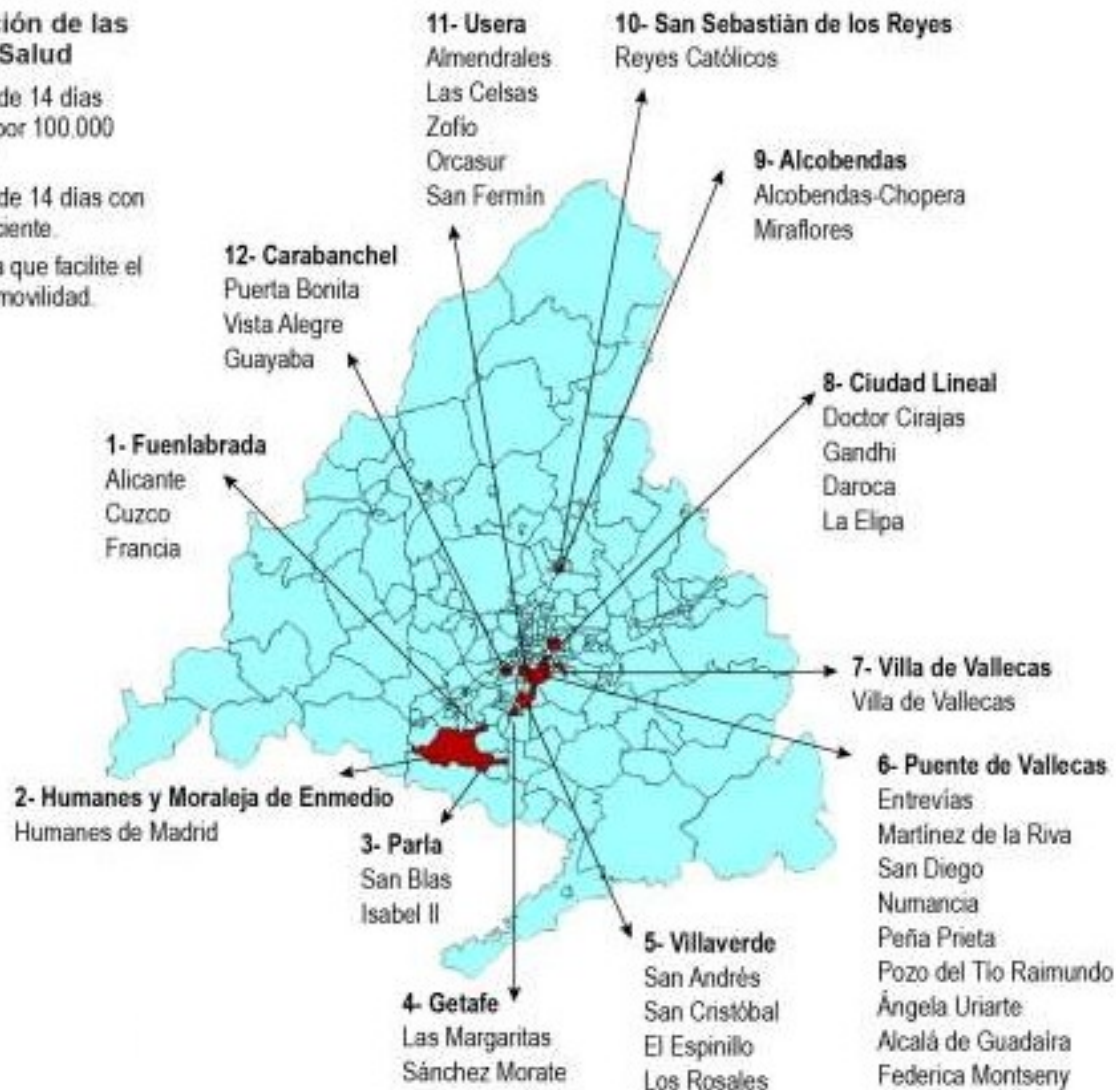 ción de las
Salud
de 14 dias
por 100.000
de 14 dias con
ciente.
a que facilite el
movilidad.
11- Usera
Almendrales
Las Celsas
Zofío
Orcasur
San Fermín
10- San Sebastián de los Reyes
Reyes Católicos
9- Alcobendas
Alcobendas-Chopera
Miraflores
12- Carabanchel
Puerta Bonita
Vista Alegre
Guayaba
8- Ciudad Lineal
Doctor Cirajas
Gandhi
Daroca
La Elipa
1- Fuenlabrada
Alicante
Cuzco
Francia
7- Villa de Vallecas
Villa de Vallecas
2- Humanes y Moraleja de Enmedio
Humanes de Madrid
3- Parla
San Blas
Isabel II
6- Puente de Vallecas
Entrevías
Martínez de la Riva
San Diego
Numancia
Peña Prieta
Pozo del Tío Raimundo
Ángela Uriarte
Alcalá de Guadaíra
Federica Montseny
5- Villaverde
San Andrés
San Cristóbal
El Espinillo
Los Rosales
4- Getafe
Las Margaritas
Sánchez Morate